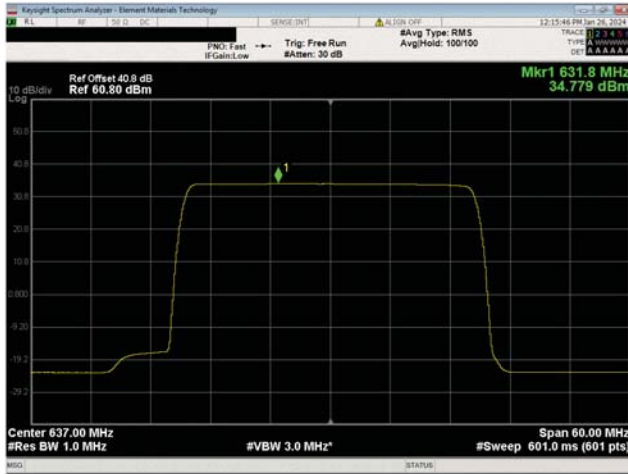 Keysight Spectrum Analyzer - Element Materials Technology
RL RF 50 Ω DC SENSE:INT ALIGN OFF 12:15:46 PM Jan 26, 2024
PNO: Fast Trig: Free Run #Avg Type: RMS TRACE 1 2 3 4 5
IFGain:Low #Atten: 30 dB Avg|Hold: 100/100 TYPE A WWWWW
DET A A A A A A
Ref Offset 40.8 dB Mkr1 631.8 MHz
10 dB/div Ref 60.80 dBm 34.779 dBm
Log
50.8
40.8
1
30.8
20.8
10.8
0.800
-9.20
-19.2
-29.2
Center 637.00 MHz Span 60.00 MHz
#Res BW 1.0 MHz #VBW 3.0 MHz* #Sweep 601.0 ms (601 pts)
MSG STATUS